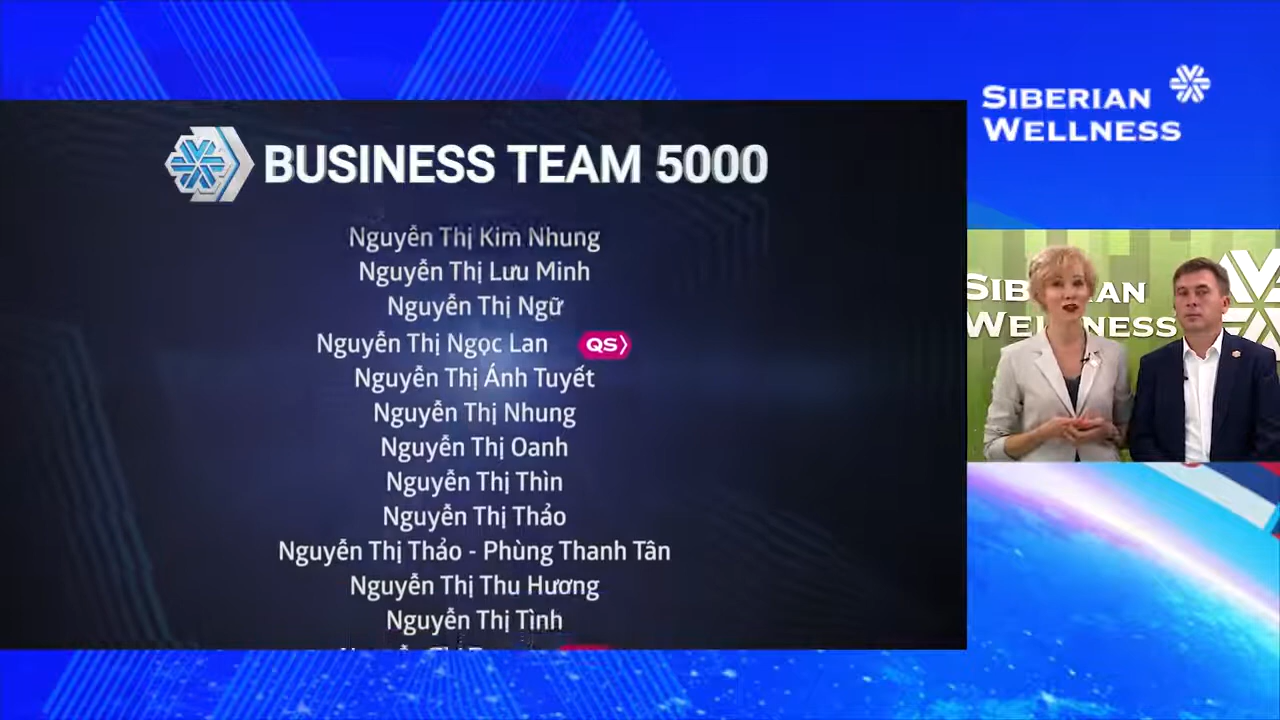 BUSINESS TEAM 5000
Nguyễn Thị Kim Nhung
Nguyễn Thị Lưu Minh
Nguyễn Thị Ngữ
Nguyễn Thị Ngọc Lan QS
Nguyễn Thị Ánh Tuyết
Nguyễn Thị Nhung
Nguyễn Thị Oanh
Nguyễn Thị Thìn
Nguyễn Thị Thảo
Nguyễn Thị Thảo - Phùng Thanh Tân
Nguyễn Thị Thu Hương
Nguyễn Thị Tình
SIBERIAN
WELLNESS
SIBERIAN
WELLNESS